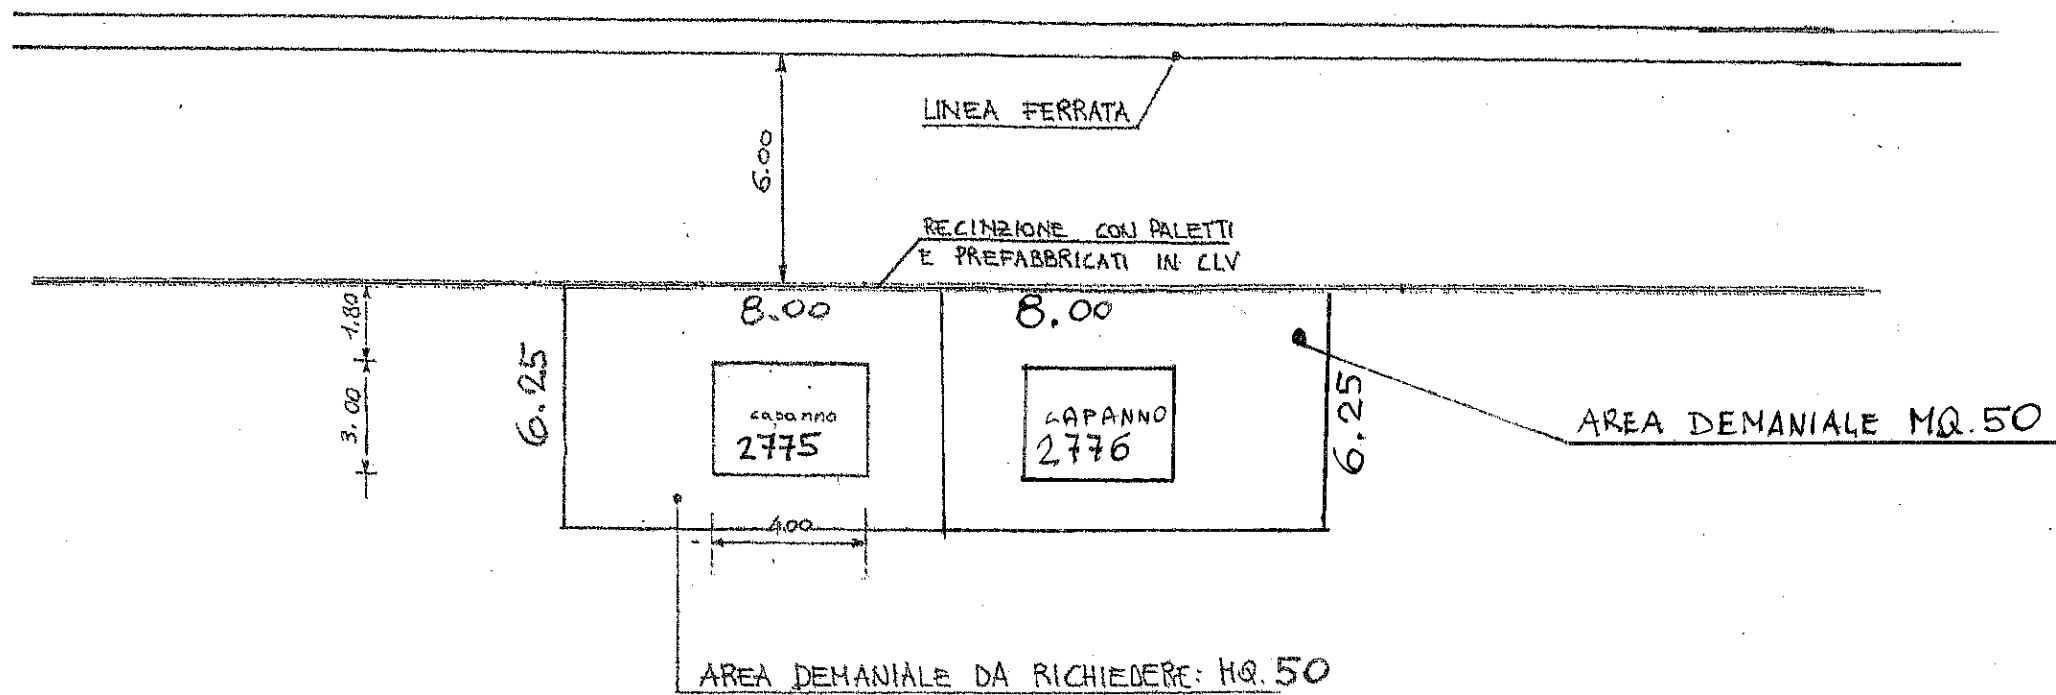 LINEA FERRATA
6.00
RECINZIONE CON PALETTI
E PREFABBRICATI IN CLV
1.80
8.00
8.00
3.00
6.25
capanno
2775
CAPANNO
2776
6.25
AREA DEMANIALE MQ.50
4.00
AREA DEMANIALE DA RICHIEDERE: MQ.50